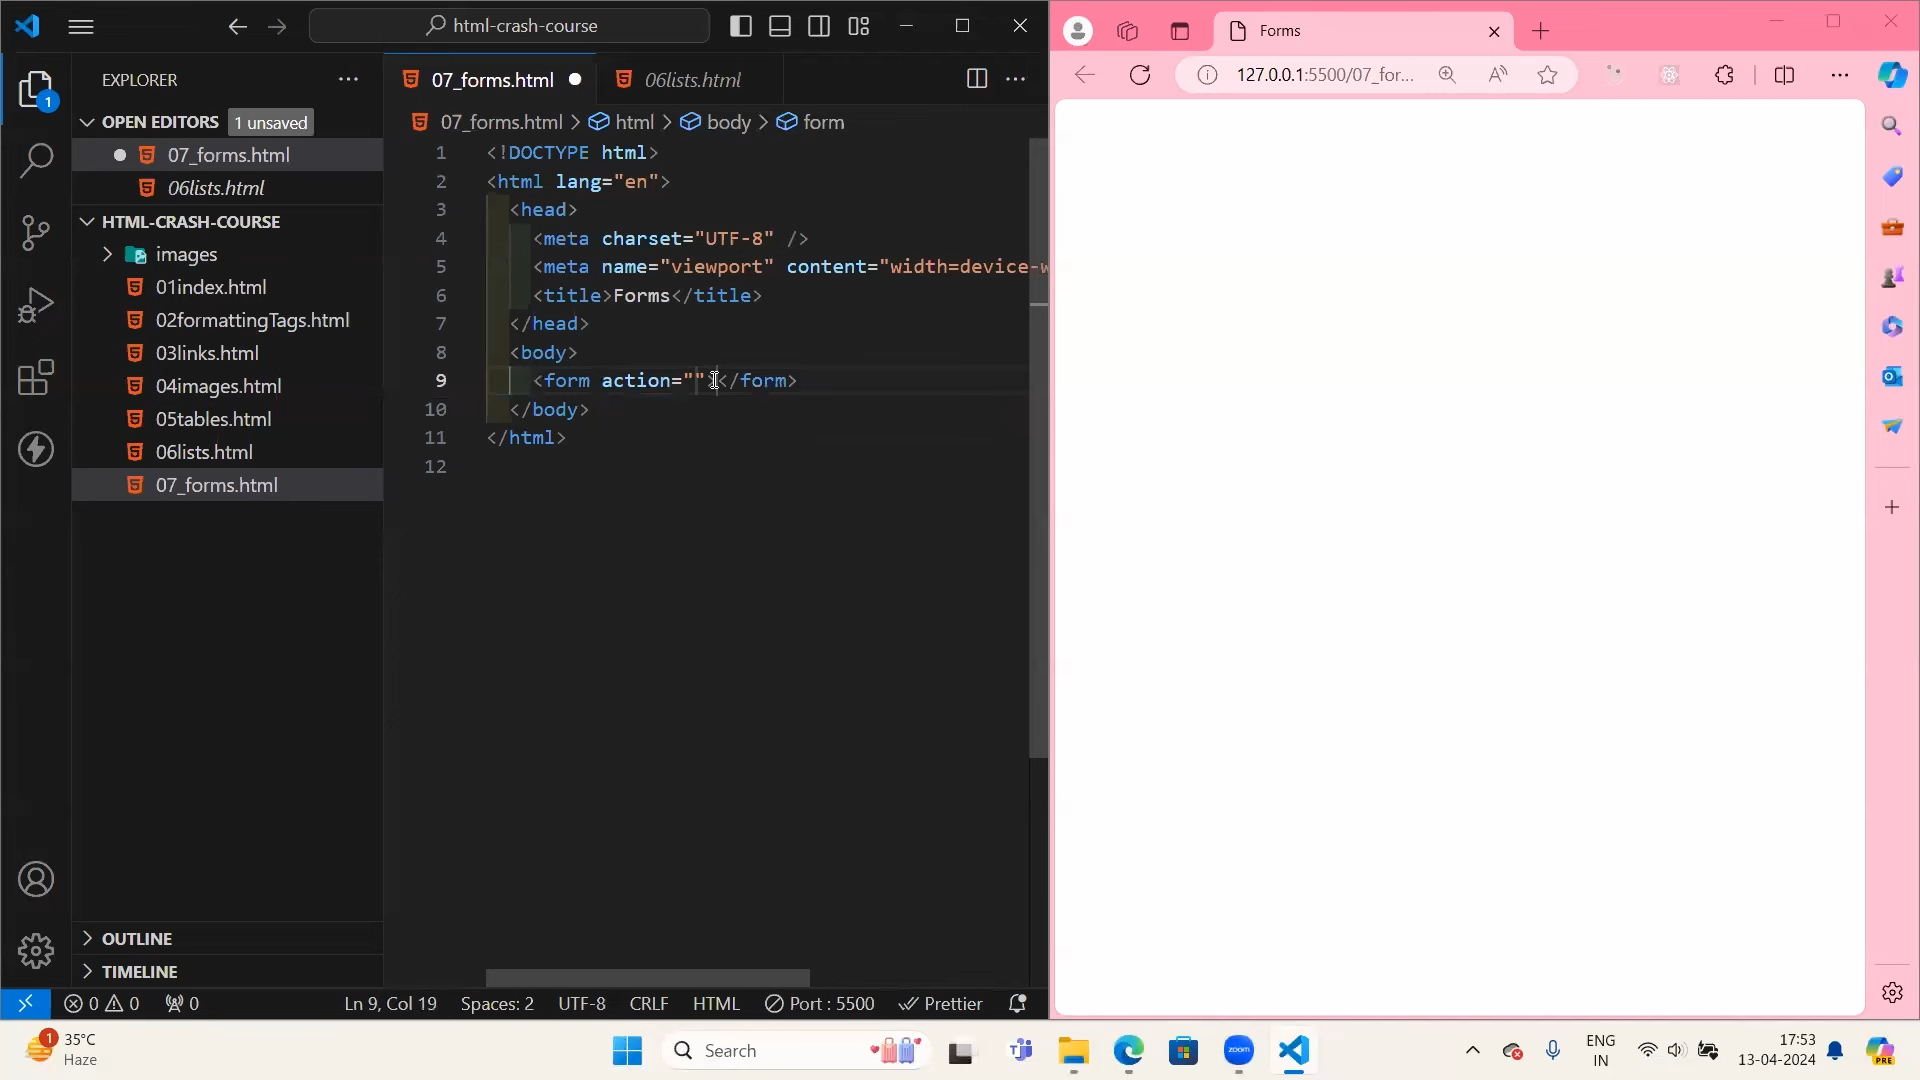 html-crash-course
EXPLORER
OPEN EDITORS
1 unsaved
07_forms.html
06lists.html
HTML-CRASH-COURSE
images
01index.html
02formattingTags.html
03links.html
04images.html
05tables.html
06lists.html
07_forms.html
OUTLINE
TIMELINE
1
07_forms.html
06lists.html
07_forms.html > html > body > form
1 <!DOCTYPE html>
2 <html lang="en">
3 <head>
4 <meta charset="UTF-8" />
5 <meta name="viewport" content="width=device-w
6 <title>Forms</title>
7 </head>
8 <body>
9 <form action=""></form>
10 </body>
11 </html>
12
0 0 0
Ln 9, Col 19 Spaces: 2 UTF-8 CRLF HTML Port : 5500 Prettier
Forms
127.0.0.1:5500/07_for...
1
35°C
Haze
Search
zoom
ENG
IN
17:53
13-04-2024
PRE